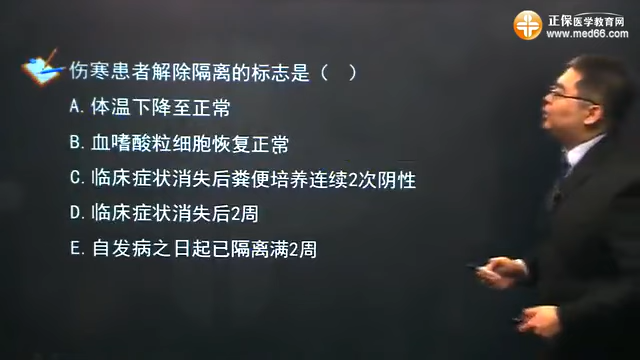 正保医学教育网
www.med66.com
伤寒患者解除隔离的标志是（ ）
A.体温下降至正常
B.血嗜酸粒细胞恢复正常
C.临床症状消失后粪便培养连续2次阴性
D.临床症状消失后2周
E.自发病之日起已隔离满2周